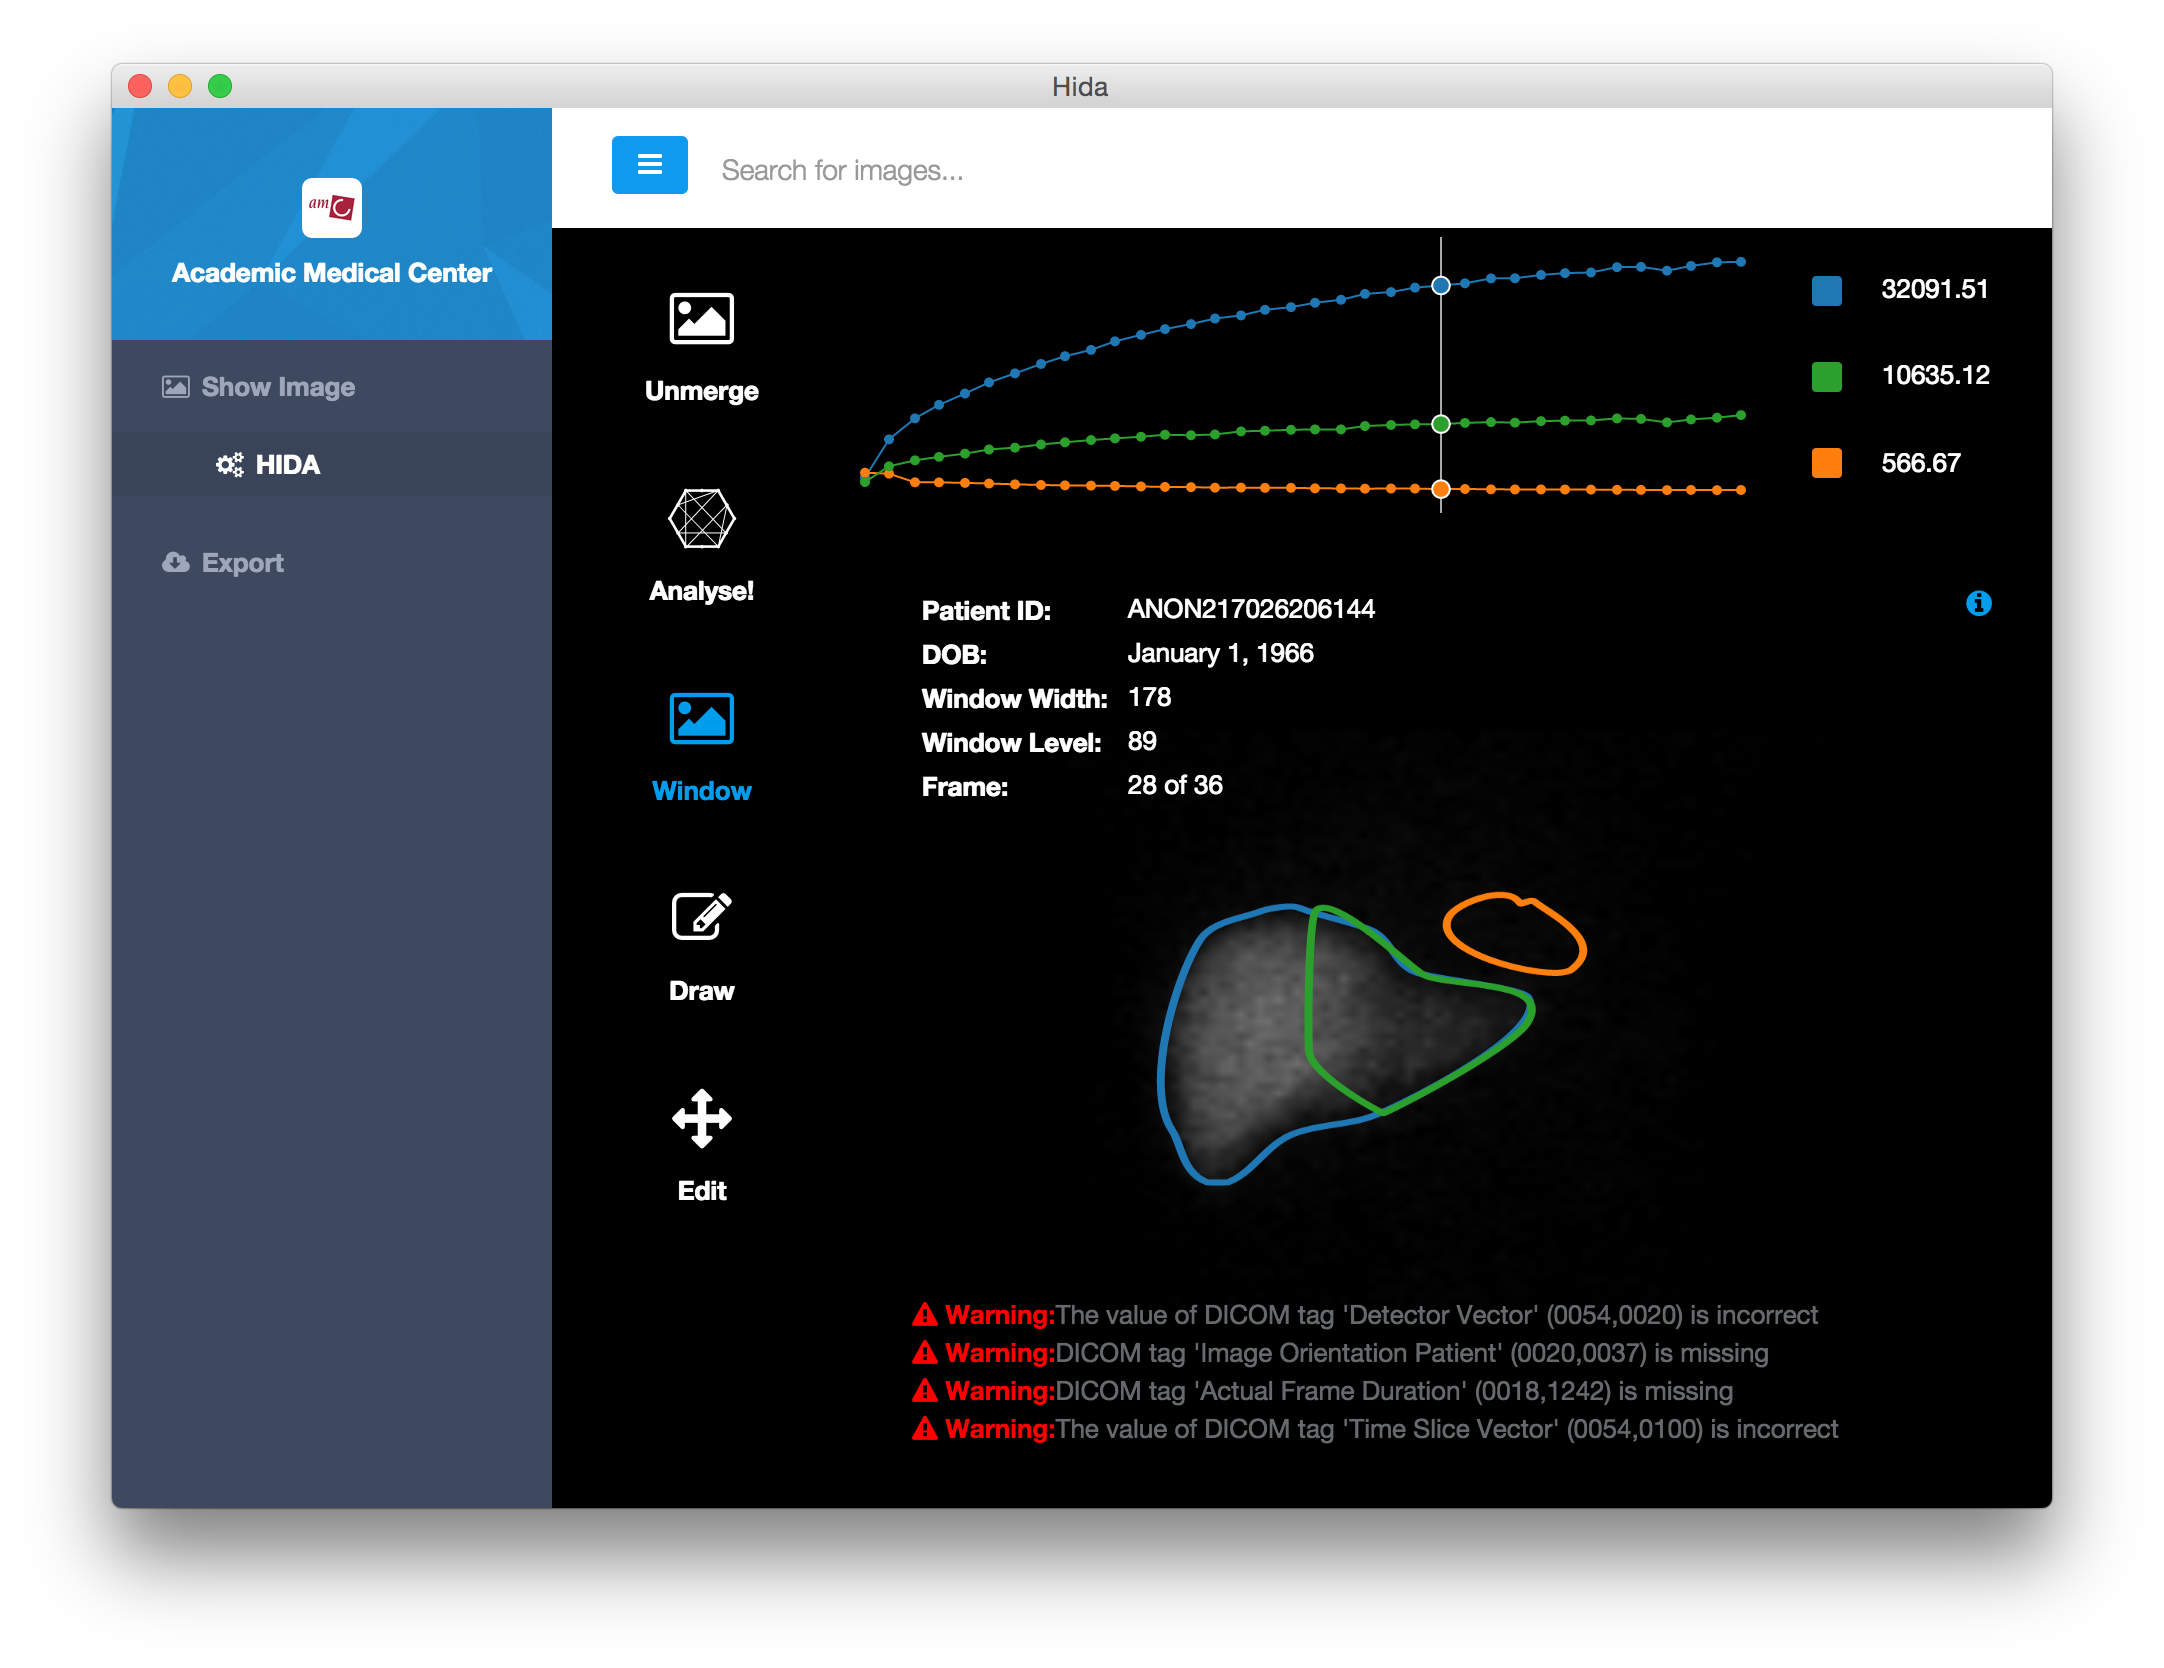 Hida
amc
Academic Medical Center
Show Image
HIDA
Export
Search for images...
Unmerge
Analyse!
Window
Draw
Edit
32091.51
10635.12
566.67
Patient ID: ANON217026206144
DOB: January 1, 1966
Window Width: 178
Window Level: 89
Frame: 28 of 36
Warning:The value of DICOM tag 'Detector Vector' (0054,0020) is incorrect
Warning:DICOM tag 'Image Orientation Patient' (0020,0037) is missing
Warning:DICOM tag 'Actual Frame Duration' (0018,1242) is missing
Warning:The value of DICOM tag 'Time Slice Vector' (0054,0100) is incorrect